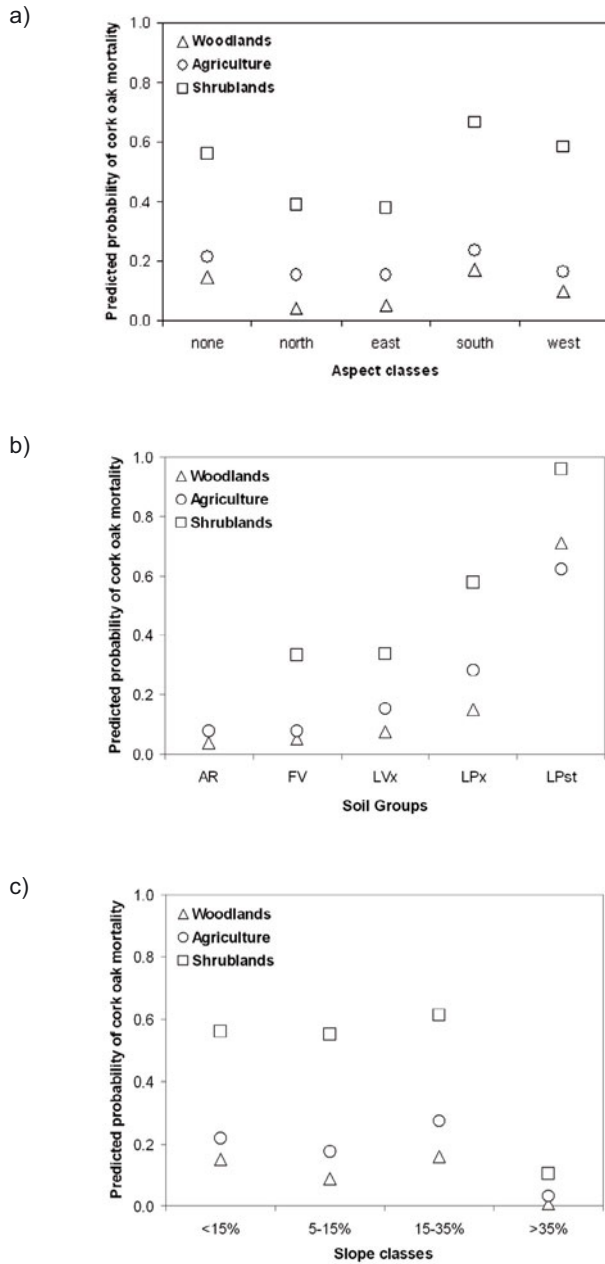 a)
Predicted probability of cork oak mortality
1.0
0.8
0.6
0.4
0.2
0.0
Woodlands
Agriculture
Shrublands
none north east south west
Aspect classes
b)
Predicted probability of cork oak mortality
1.0
0.8
0.6
0.4
0.2
0.0
Woodlands
Agriculture
Shrublands
AR FV LVx LPx LPst
Soil Groups
c)
Predicted probability of cork oak mortality
1.0
0.8
0.6
0.4
0.2
0.0
Woodlands
Agriculture
Shrublands
<15% 5-15% 15-35% >35%
Slope classes